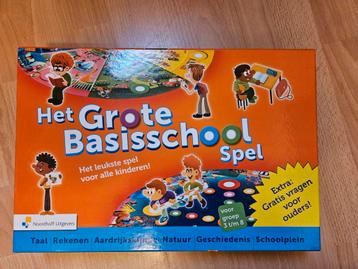 Het Grote
Basisschool
Spel
Het leukste spel
voor alle kinderen!
Extra:
Gratis vragen
voor
ouders!
voor
groep
3 t/m 8
Noordhoff Uitgevers
Taal Rekenen Aardrijkskunde Natuur Geschiedenis Schoolplein